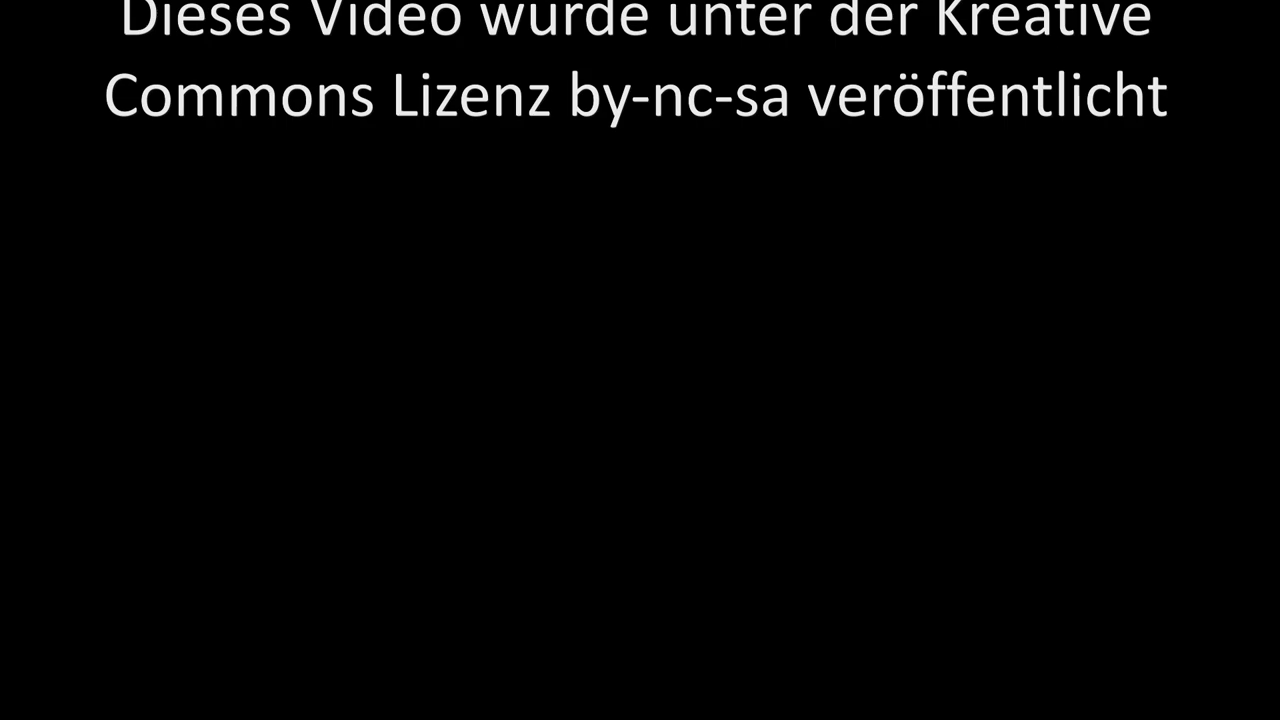 Dieses Video wurde unter der Kreative
Commons Lizenz by-nc-sa veröffentlicht